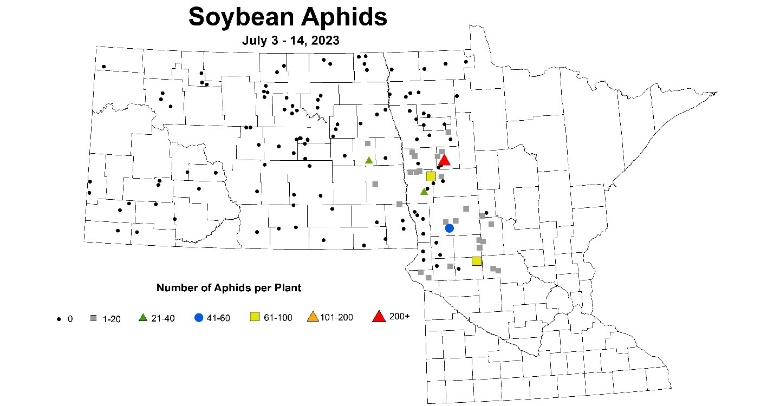 Soybean Aphids
July 3 - 14, 2023
Number of Aphids per Plant
0 1-20 21-40 41-60 61-100 101-200 200+